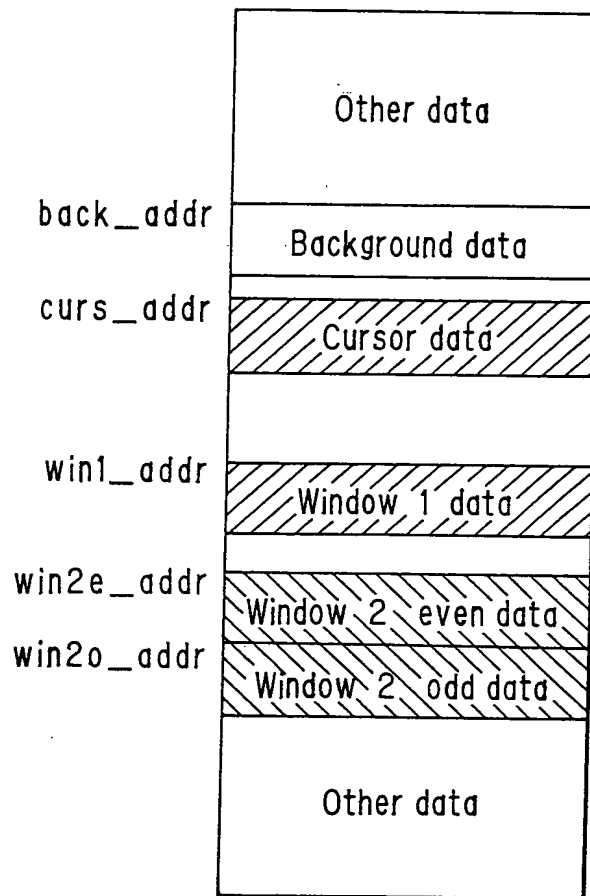 Other data
back_addr
Background data
curs_addr
Cursor data
win1_addr
Window 1 data
win2e_addr
Window 2 even data
win2o_addr
Window 2 odd data
Other data